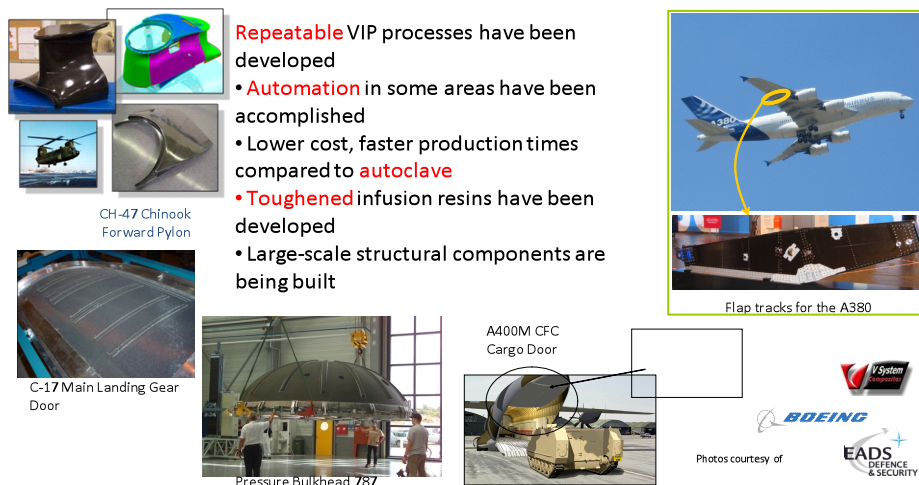 Repeatable VIP processes have been
developed
• Automation in some areas have been
accomplished
• Lower cost, faster production times
compared to autoclave
• Toughened infusion resins have been
developed
• Large-scale structural components are
being built
CH-47 Chinook
Forward Pylon
A380
Flap tracks for the A380
C-17 Main Landing Gear
Door
Pressure Bulkhead 787
A400M CFC
Cargo Door
V System
Composites
BOEING
Photos courtesy of
EADS
DEFENCE
& SECURITY